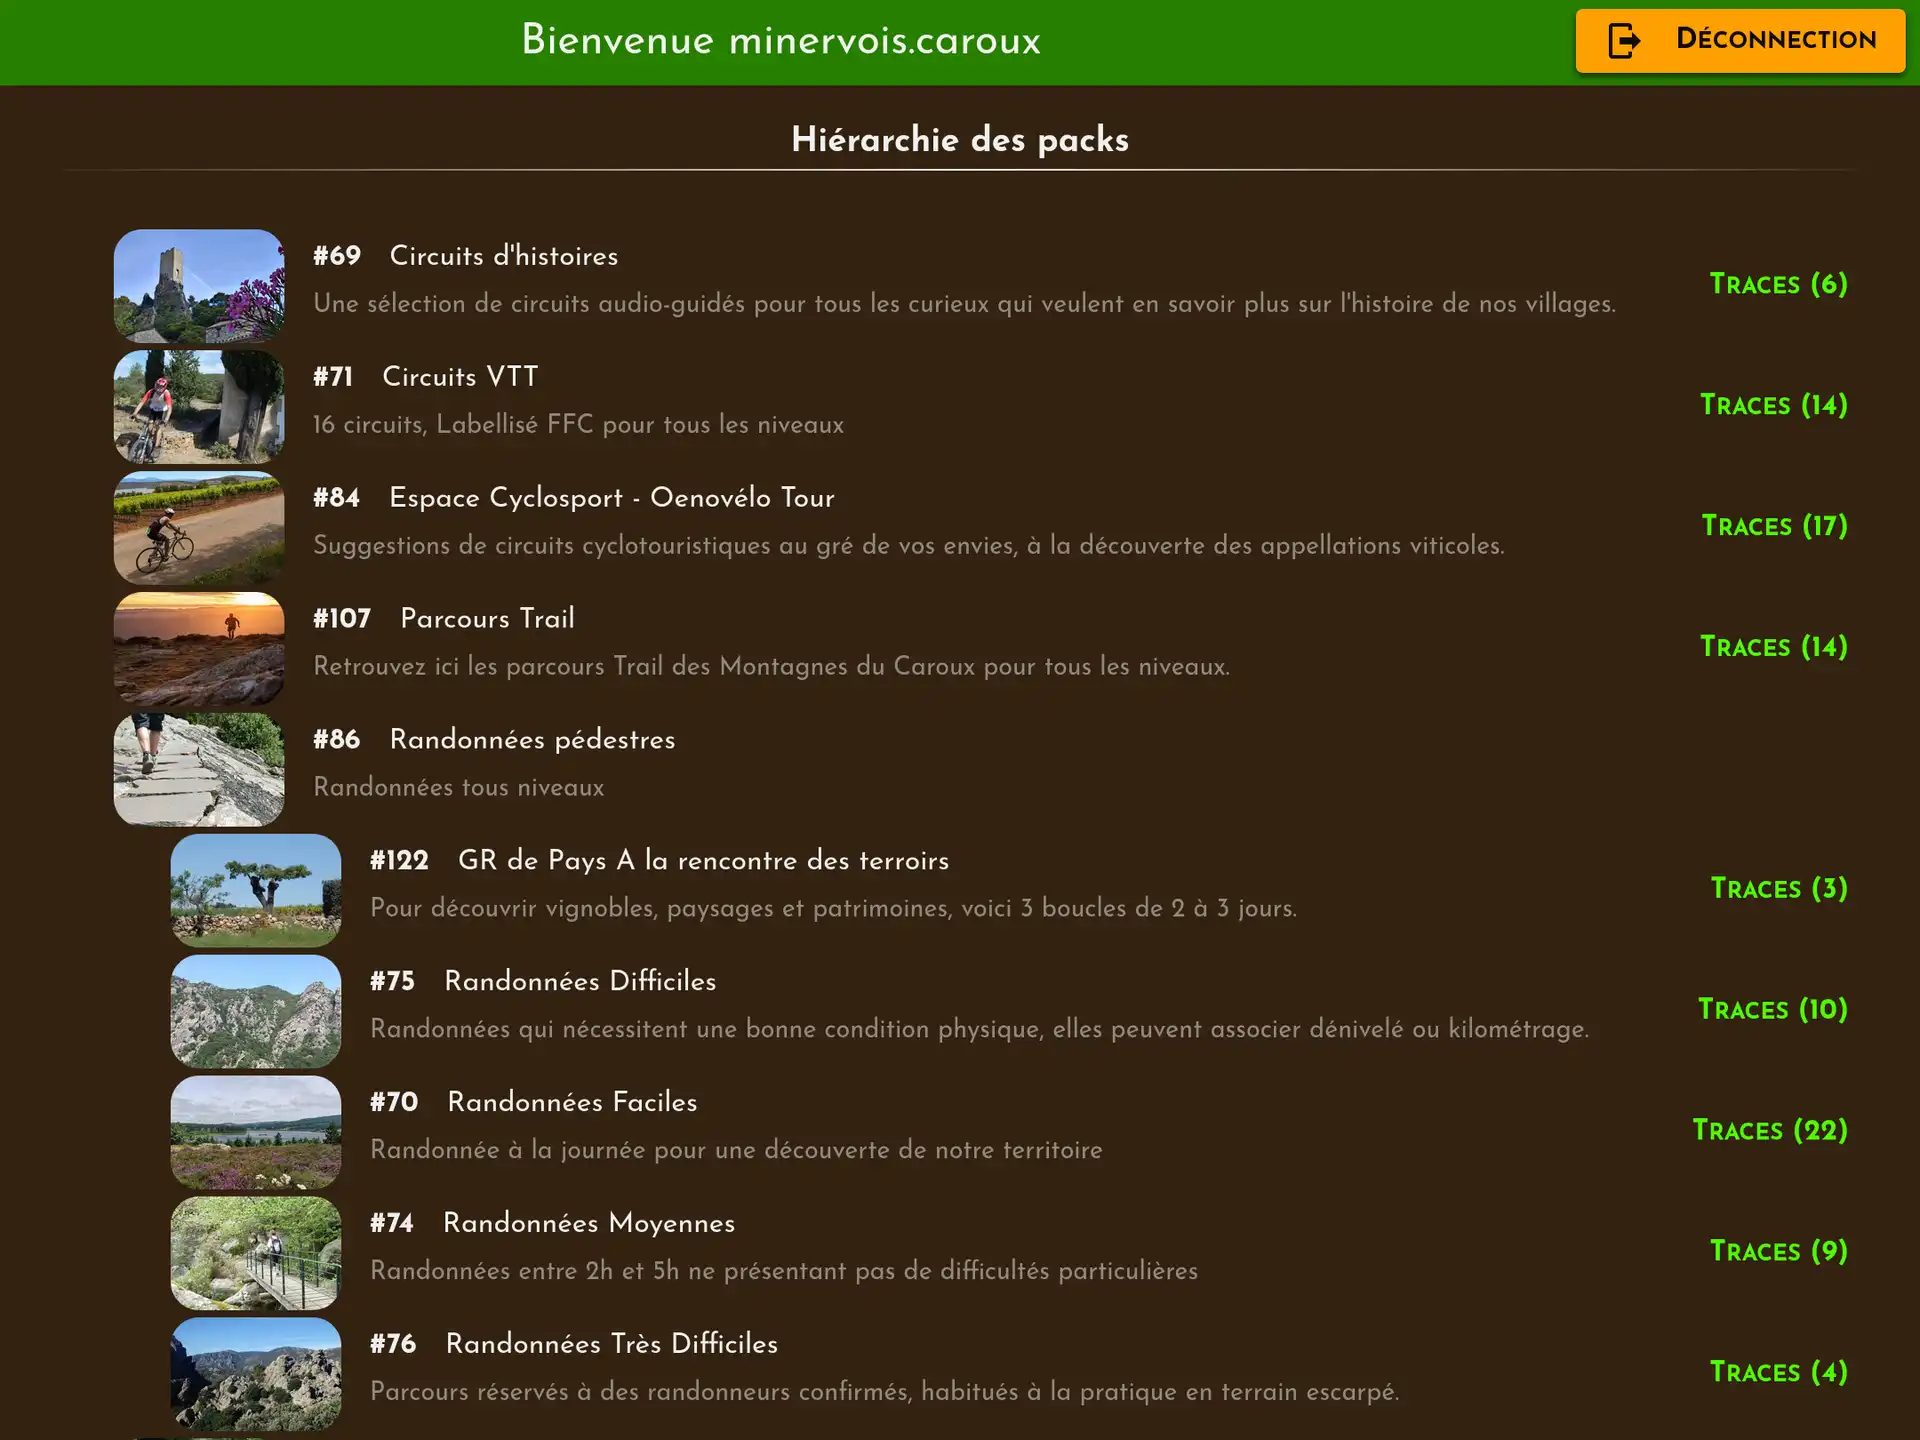 Bienvenue minervois.caroux
Déconnection
Hiérarchie des packs
#69 Circuits d'histoires
Une sélection de circuits audio-guidés pour tous les curieux qui veulent en savoir plus sur l'histoire de nos villages.
Traces (6)
#71 Circuits VTT
16 circuits, Labellisé FFC pour tous les niveaux
Traces (14)
#84 Espace Cyclosport - Oenovélo Tour
Suggestions de circuits cyclotouristiques au gré de vos envies, à la découverte des appellations viticoles.
Traces (17)
#107 Parcours Trail
Retrouvez ici les parcours Trail des Montagnes du Caroux pour tous les niveaux.
Traces (14)
#86 Randonnées pédestres
Randonnées tous niveaux
#122 GR de Pays A la rencontre des terroirs
Pour découvrir vignobles, paysages et patrimoines, voici 3 boucles de 2 à 3 jours.
Traces (3)
#75 Randonnées Difficiles
Randonnées qui nécessitent une bonne condition physique, elles peuvent associer dénivelé ou kilométrage.
Traces (10)
#70 Randonnées Faciles
Randonnée à la journée pour une découverte de notre territoire
Traces (22)
#74 Randonnées Moyennes
Randonnées entre 2h et 5h ne présentant pas de difficultés particulières
Traces (9)
#76 Randonnées Très Difficiles
Parcours réservés à des randonneurs confirmés, habitués à la pratique en terrain escarpé.
Traces (4)